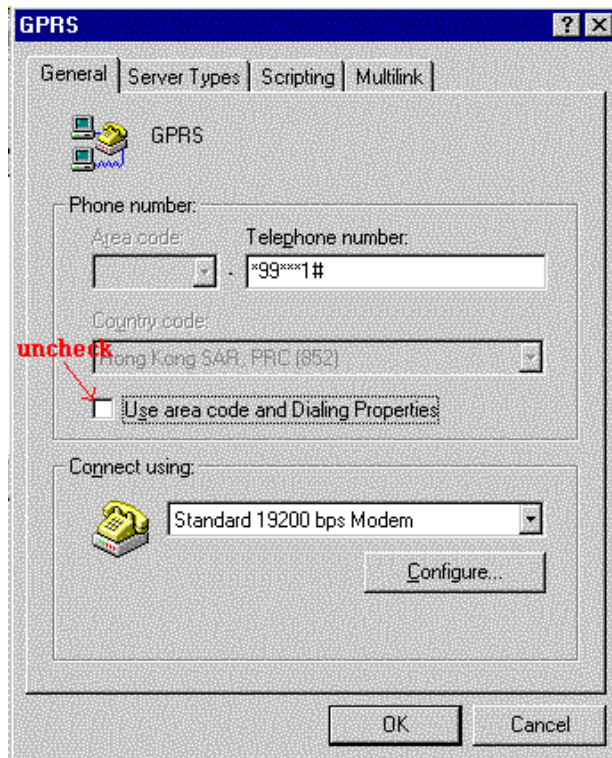 GPRS
General Server Types Scripting Multilink
GPRS
Phone number:
Area code: Telephone number:
- *99***1#
Country code:
uncheck
Hong Kong SAR, PRC (852)
Use area code and Dialing Properties
Connect using:
Standard 19200 bps Modem
Configure...
OK Cancel